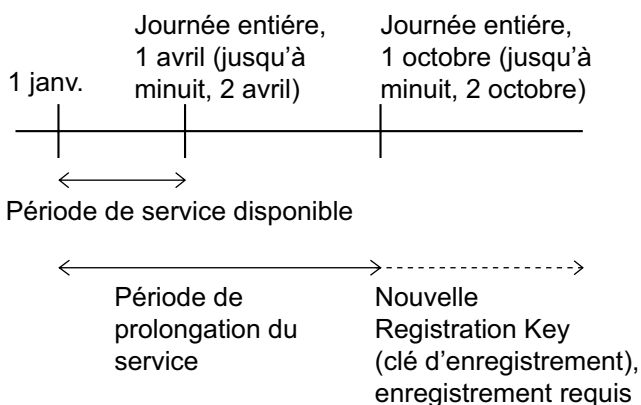 Journée entiére,
1 avril (jusqu’à
minuit, 2 avril)
Journée entiére,
1 octobre (jusqu’à
minuit, 2 octobre)
1 janv.
Période de service disponible
Période de
prolongation du
service
Nouvelle
Registration Key
(clé d’enregistrement),
enregistrement requis